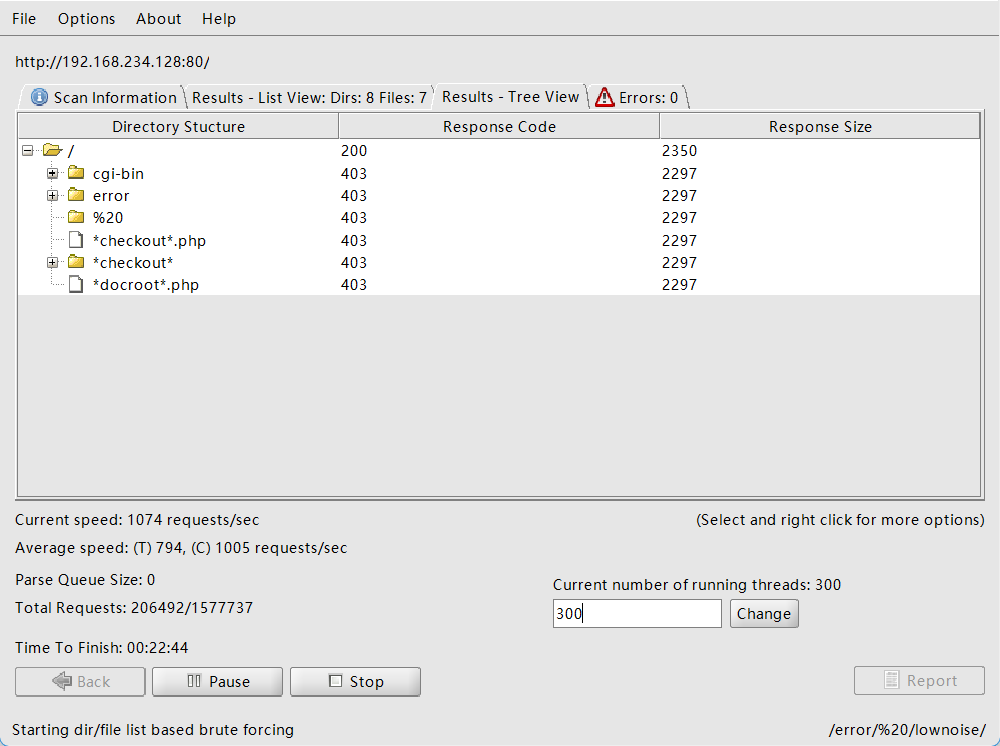 File Options About Help
http://192.168.234.128:80/
Scan Information Results - List View: Dirs: 8 Files: 7 Results - Tree View Errors: 0
Directory Stucture Response Code Response Size
/ 200 2350
cgi-bin 403 2297
error 403 2297
%20 403 2297
*checkout*.php 403 2297
*checkout* 403 2297
*docroot*.php 403 2297
Current speed: 1074 requests/sec (Select and right click for more options)
Average speed: (T) 794, (C) 1005 requests/sec
Parse Queue Size: 0
Current number of running threads: 300
Total Requests: 206492/1577737
300 Change
Time To Finish: 00:22:44
Back Pause Stop Report
Starting dir/file list based brute forcing /error/%20/lownoise/